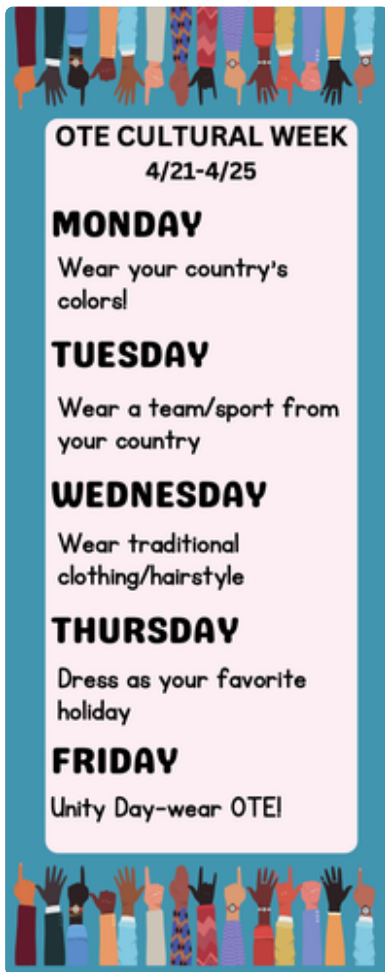 OTE CULTURAL WEEK
4/21-4/25
MONDAY
Wear your country's
colors!
TUESDAY
Wear a team/sport from
your country
WEDNESDAY
Wear traditional
clothing/hairstyle
THURSDAY
Dress as your favorite
holiday
FRIDAY
Unity Day-wear OTE!